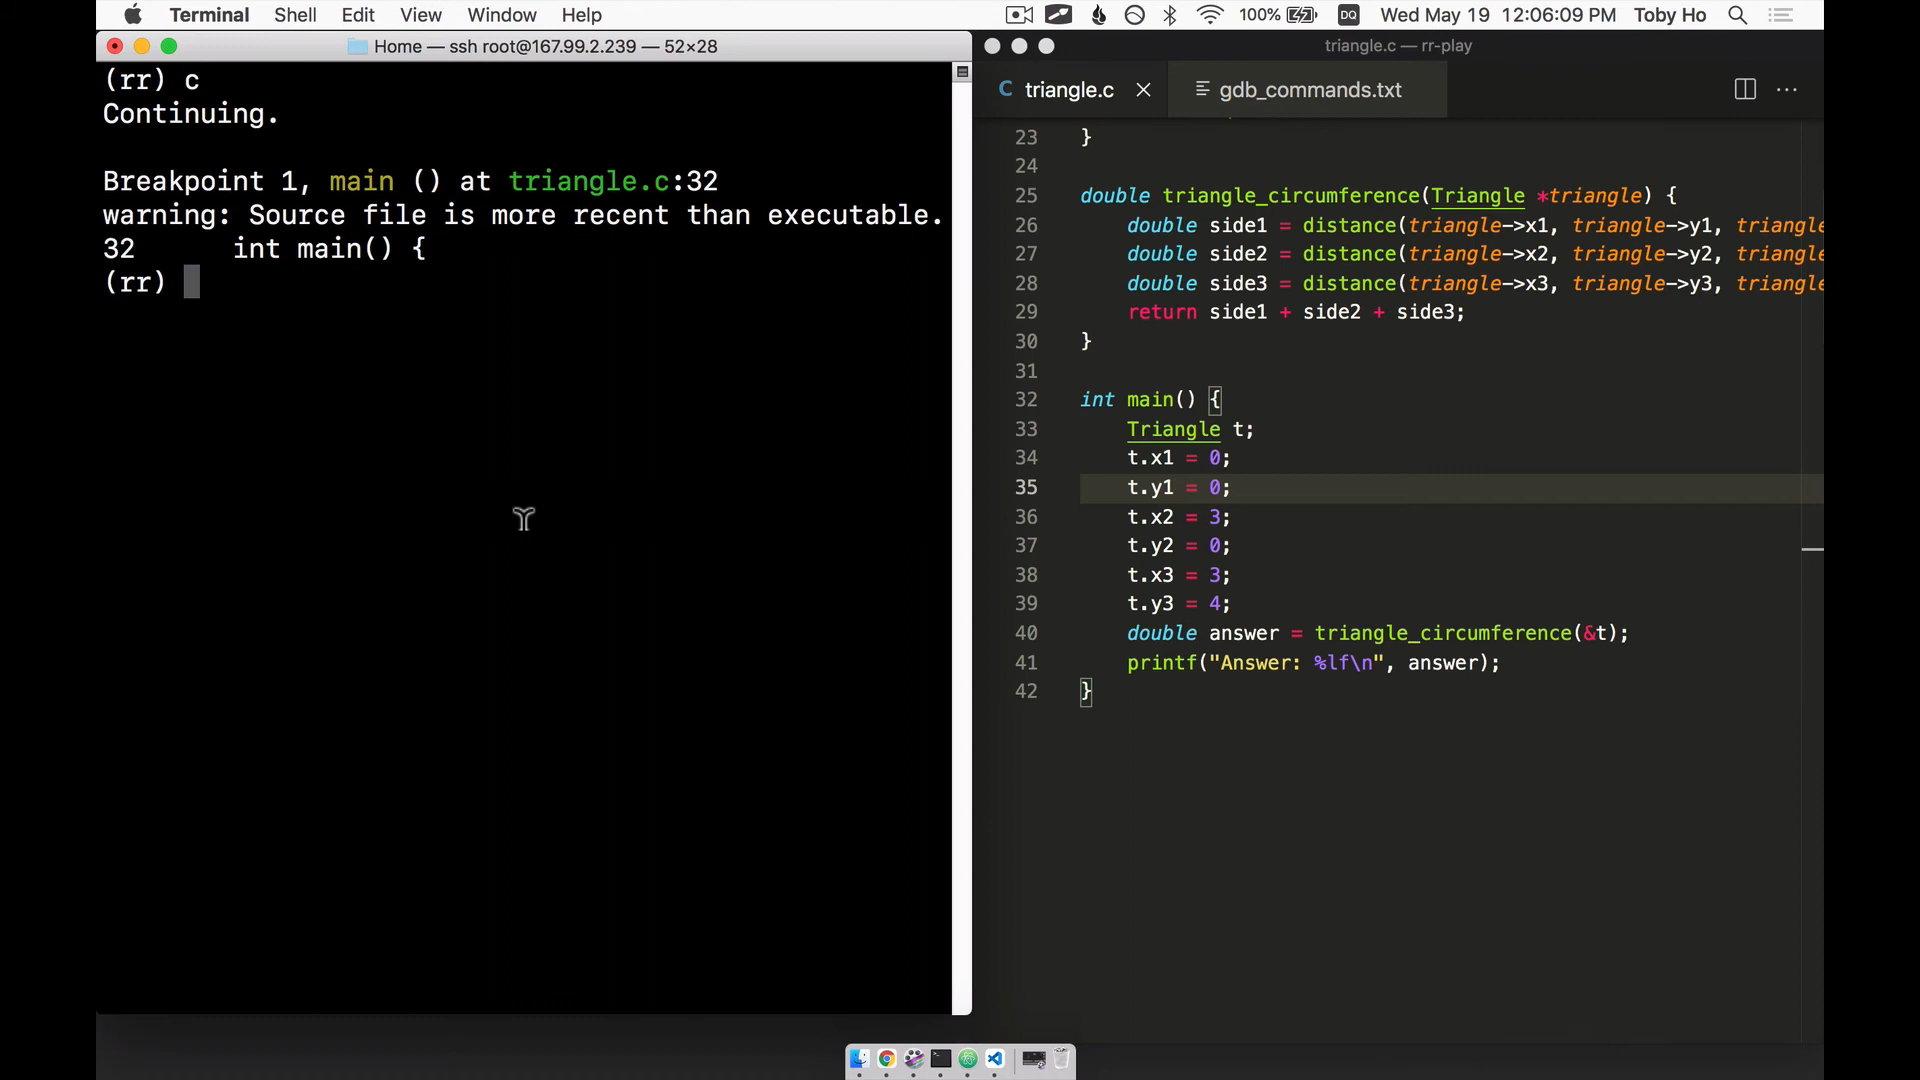 Terminal Shell Edit View Window Help 100% DQ Wed May 19 12:06:09 PM Toby Ho
Home — ssh root@167.99.2.239 — 52×28
(rr) c
Continuing.
Breakpoint 1, main () at triangle.c:32
warning: Source file is more recent than executable.
32 int main() {
(rr)
triangle.c — rr-play
C triangle.c gdb_commands.txt
23 }
24
25 double triangle_circumference(Triangle *triangle) {
26 double side1 = distance(triangle->x1, triangle->y1, triangle
27 double side2 = distance(triangle->x2, triangle->y2, triangle
28 double side3 = distance(triangle->x3, triangle->y3, triangle
29 return side1 + side2 + side3;
30 }
31
32 int main() {
33 Triangle t;
34 t.x1 = 0;
35 t.y1 = 0;
36 t.x2 = 3;
37 t.y2 = 0;
38 t.x3 = 3;
39 t.y3 = 4;
40 double answer = triangle_circumference(&t);
41 printf("Answer: %lf\n", answer);
42 }